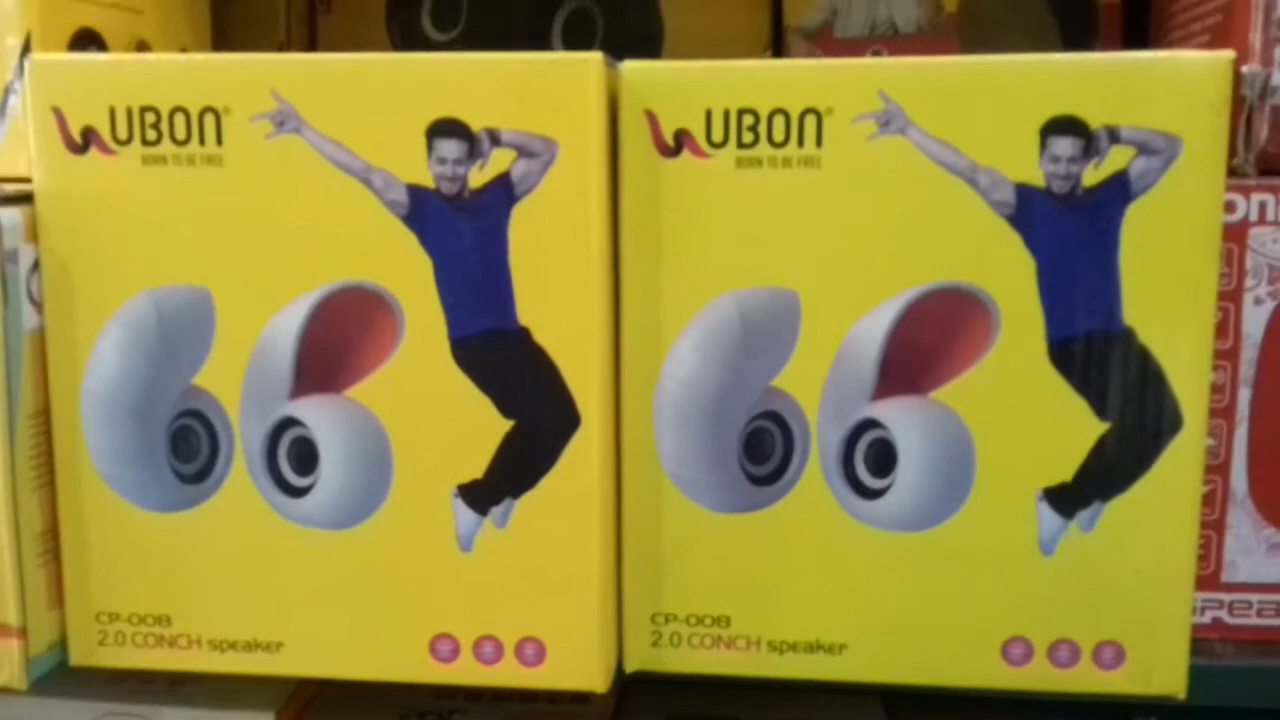 UBON®
BORN TO BE FREE
CP-008
2.0 CONCH speaker
UBON®
BORN TO BE FREE
CP-008
2.0 CONCH speaker